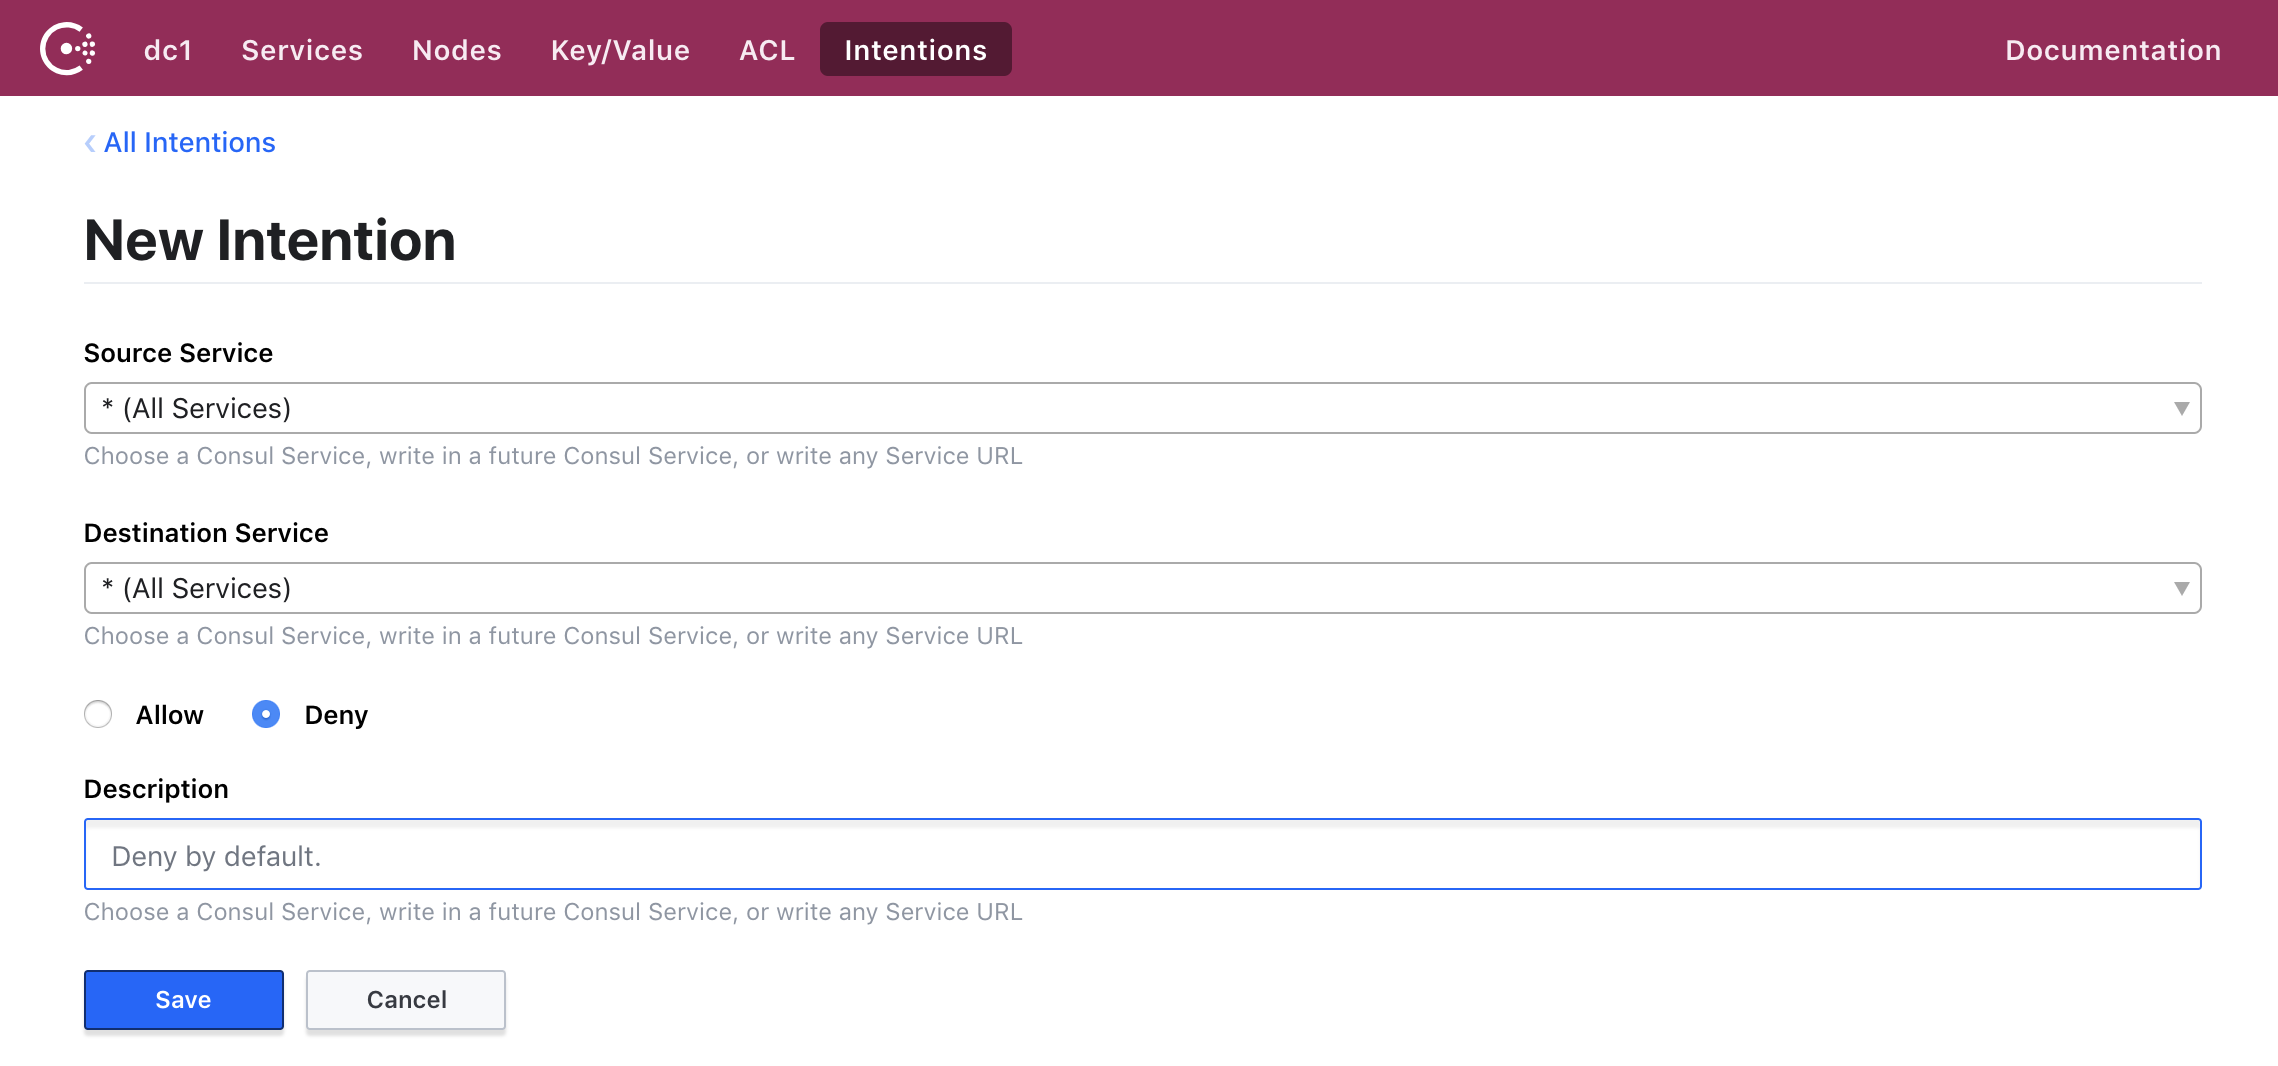 dc1 Services Nodes Key/Value ACL Intentions Documentation
‹ All Intentions
New Intention
Source Service
* (All Services)
Choose a Consul Service, write in a future Consul Service, or write any Service URL
Destination Service
* (All Services)
Choose a Consul Service, write in a future Consul Service, or write any Service URL
Allow Deny
Description
Deny by default.
Choose a Consul Service, write in a future Consul Service, or write any Service URL
Save Cancel